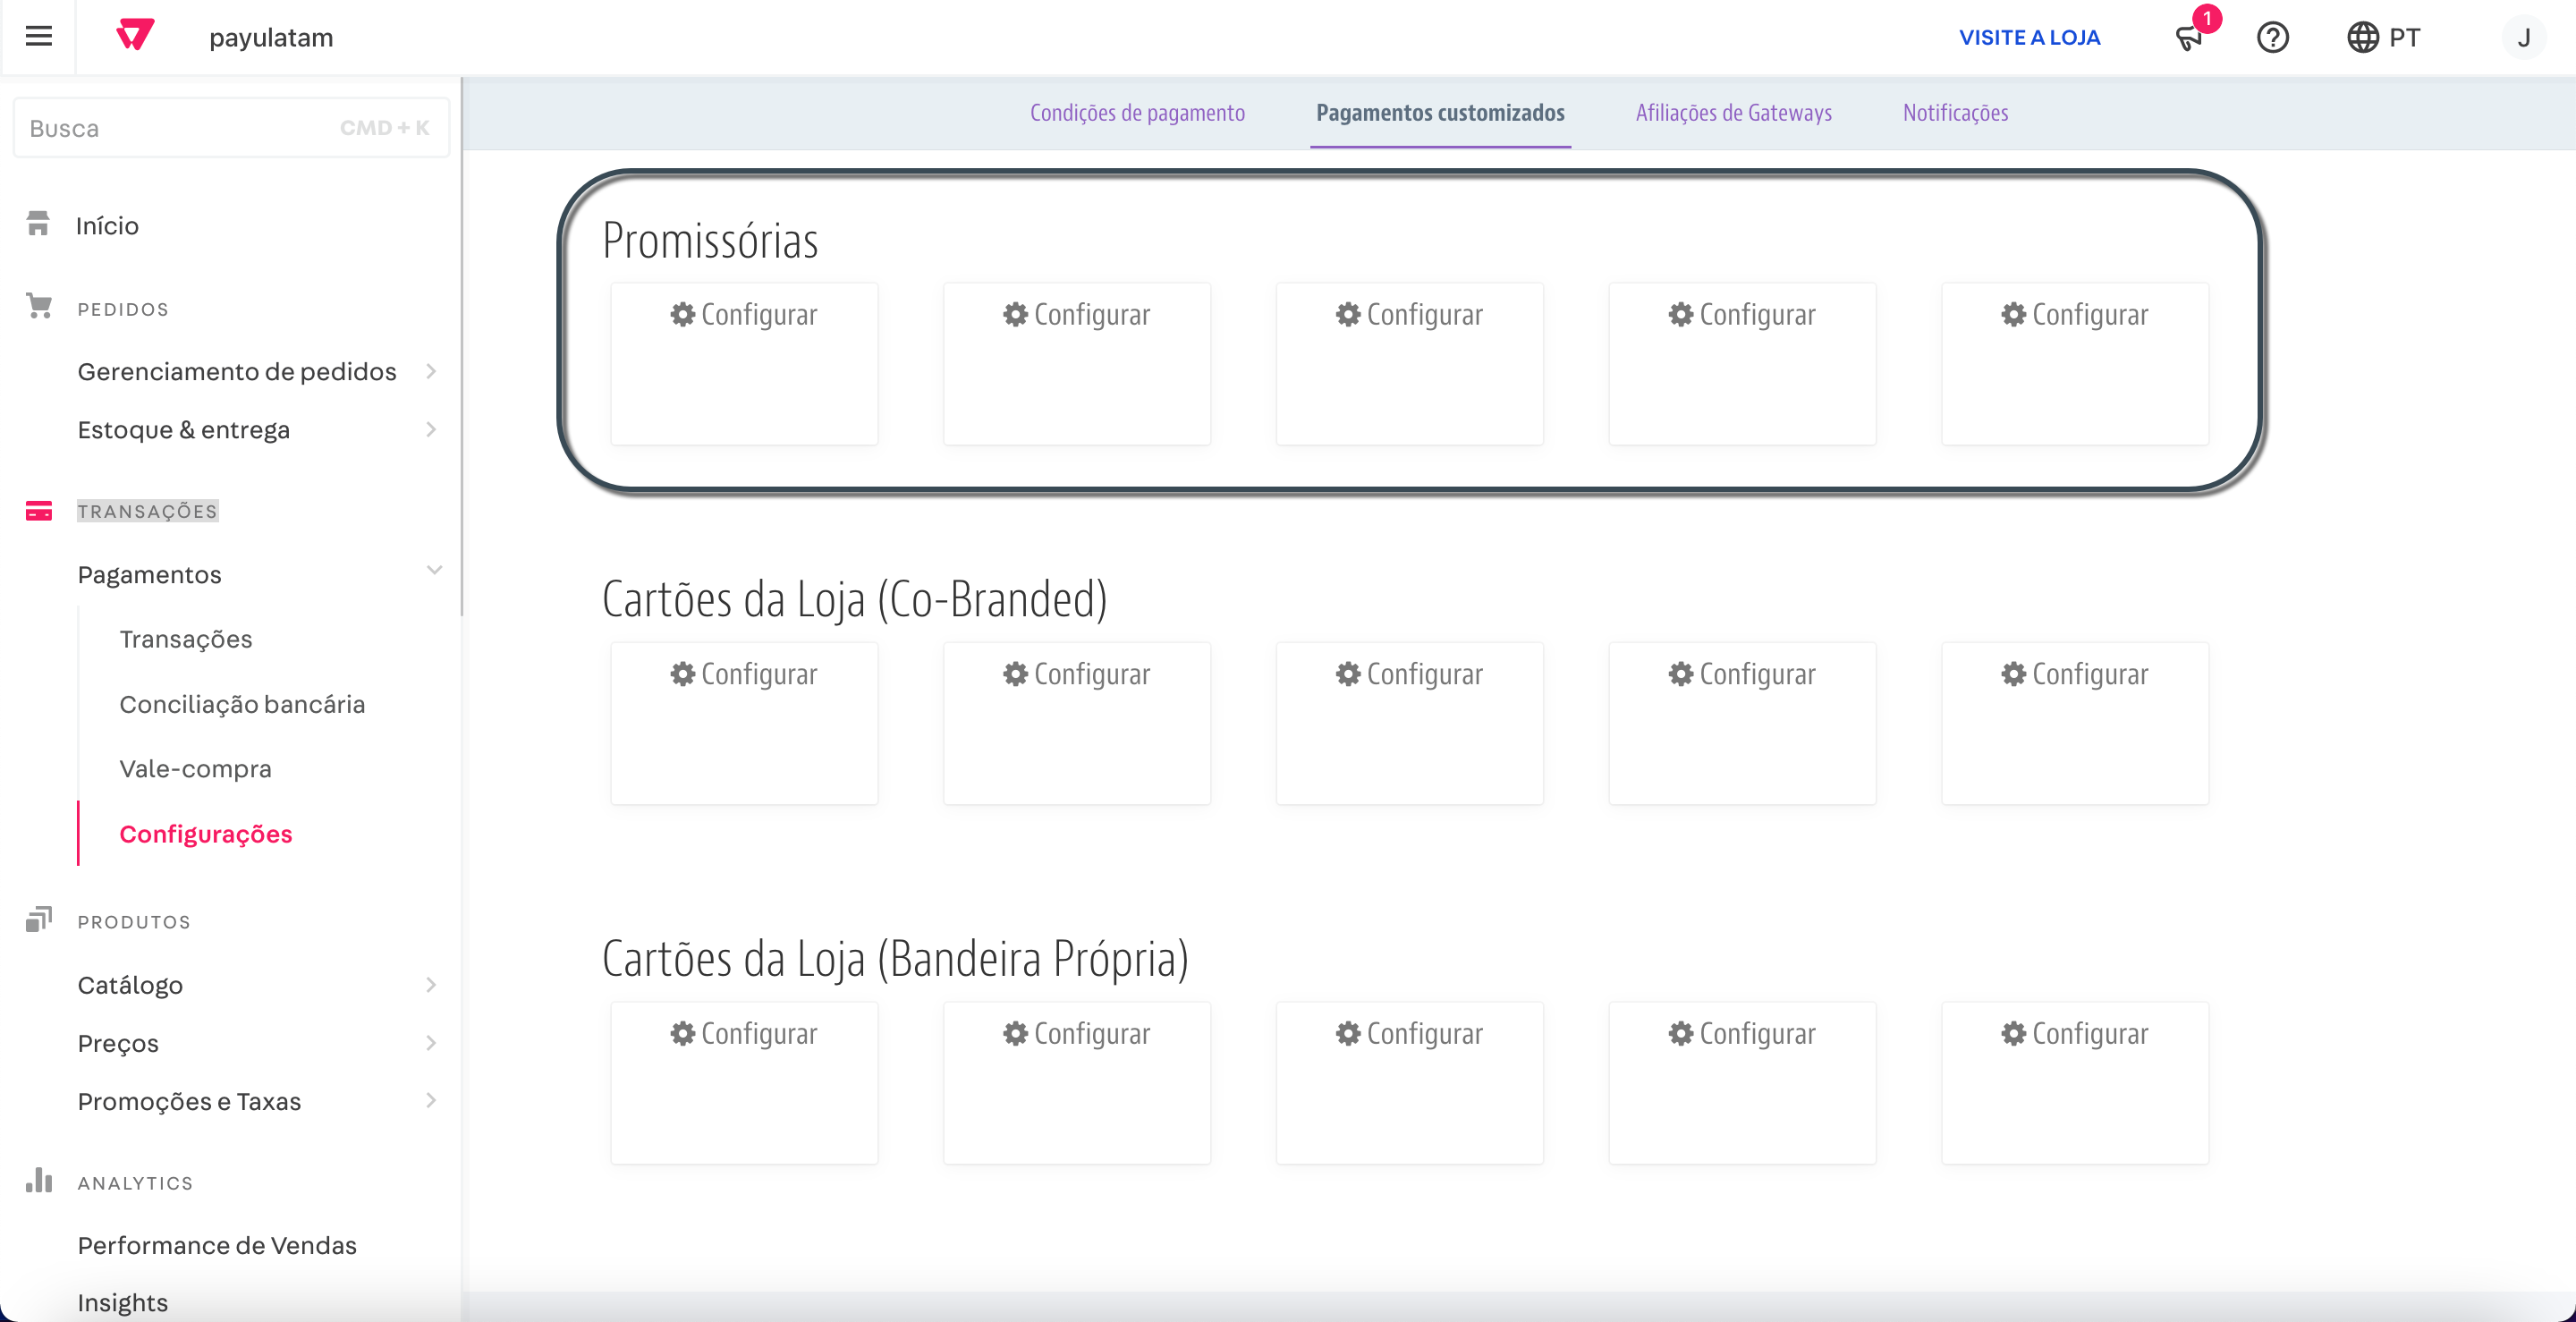 payulatam
VISITE A LOJA
1
PT
J
Busca
CMD + K
Início
PEDIDOS
Gerenciamento de pedidos
Estoque & entrega
TRANSAÇÕES
Pagamentos
Transações
Conciliação bancária
Vale-compra
Configurações
PRODUTOS
Catálogo
Preços
Promoções e Taxas
ANALYTICS
Performance de Vendas
Insights
Condições de pagamento
Pagamentos customizados
Afiliações de Gateways
Notificações
Promissórias
Configurar
Configurar
Configurar
Configurar
Configurar
Cartões da Loja (Co-Branded)
Configurar
Configurar
Configurar
Configurar
Configurar
Cartões da Loja (Bandeira Própria)
Configurar
Configurar
Configurar
Configurar
Configurar